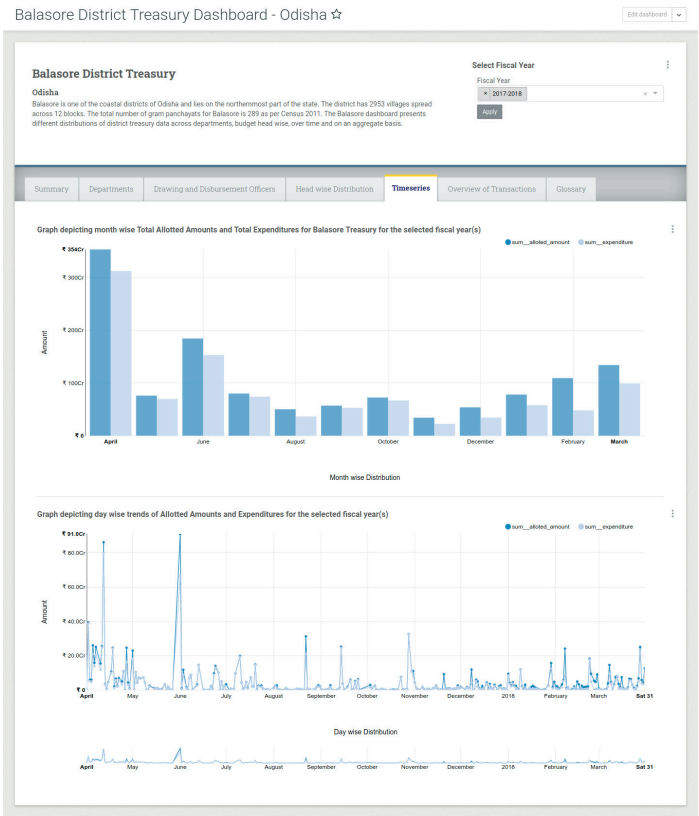 Balasore District Treasury Dashboard - Odisha ☆
Edit dashboard
Balasore District Treasury
Odisha
Balasore is one of the coastal districts of Odisha and lies on the northernmost part of the state. The district has 2953 villages spread
across 12 blocks. The total number of gram panchayats for Balasore is 289 as per Census 2011. The Balasore dashboard presents
different distributions of district treasury data across departments, budget head wise, over time and on an aggregate basis.
Select Fiscal Year
Fiscal Year
× 2017-2018
×
Apply
Summary Departments Drawing and Disbursement Officers Head wise Distribution Timeseries Overview of Transactions Glossary
Graph depicting month wise Total Allotted Amounts and Total Expenditures for Balasore Treasury for the selected fiscal year(s)
sum__alloted_amount sum__expenditure
₹ 354Cr
₹ 300Cr
₹ 200Cr
₹ 100Cr
₹ 0
Amount
April June August October December February March
Month wise Distribution
Graph depicting day wise trends of Allotted Amounts and Expenditures for the selected fiscal year(s)
sum__alloted_amount sum__expenditure
₹ 91.0Cr
₹ 80.0Cr
₹ 60.0Cr
₹ 40.0Cr
₹ 20.0Cr
₹ 0
Amount
April May June July August September October November December 2018 February March Sat 31
Day wise Distribution
April May June July August September October November December 2018 February March Sat 31